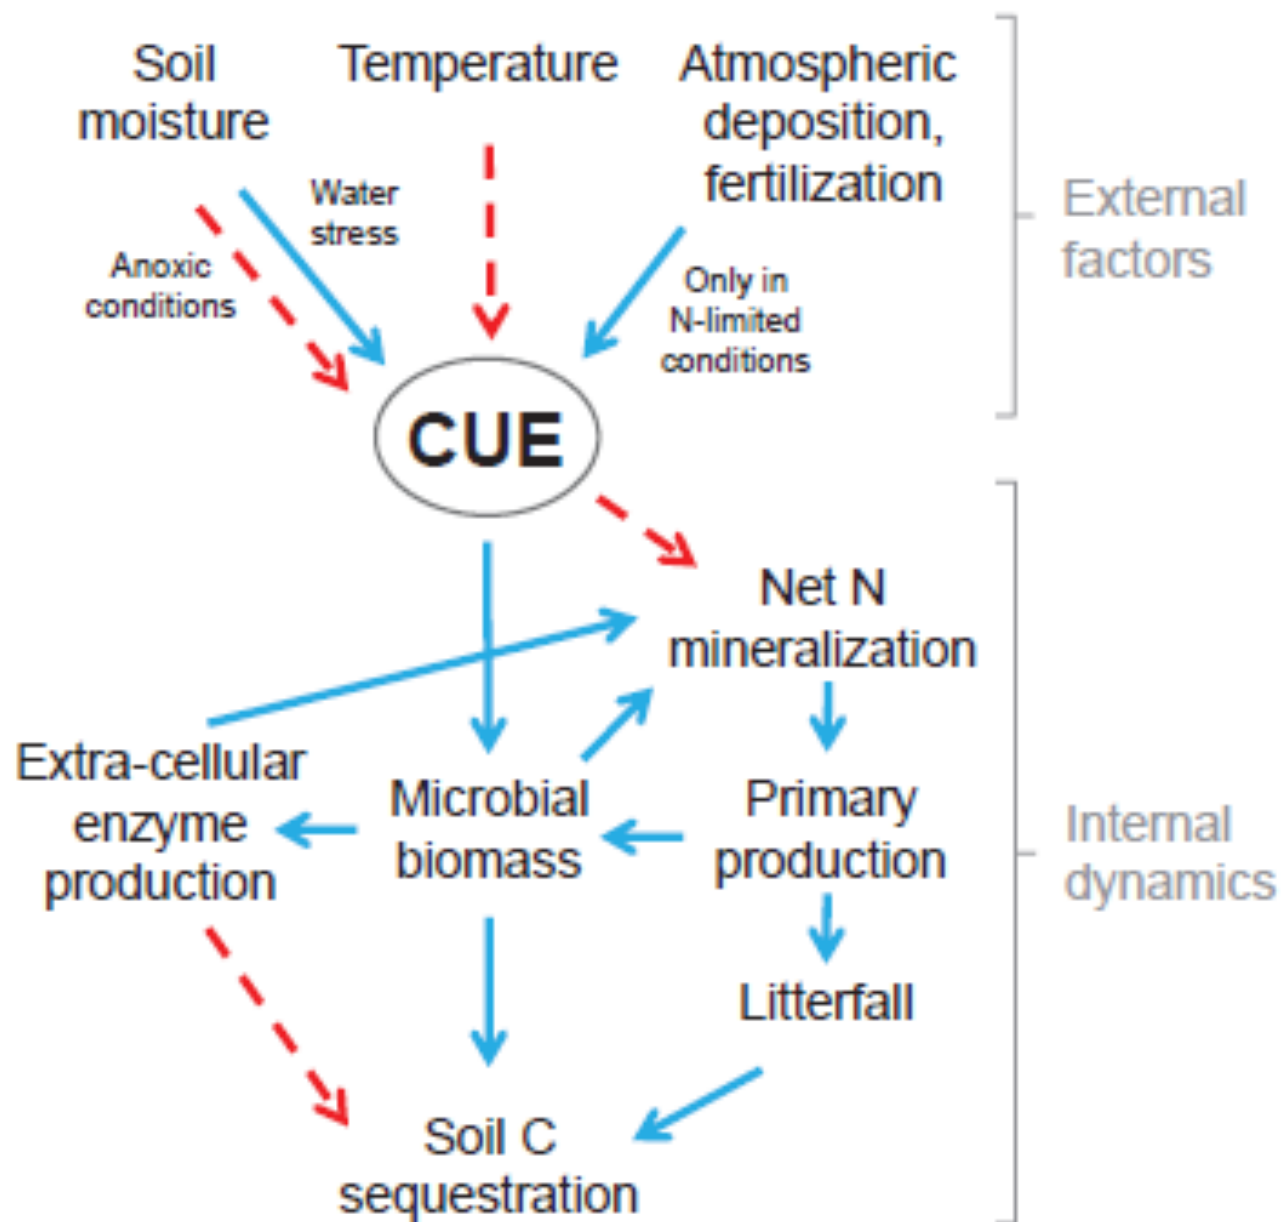 Soil
moisture
Temperature
Atmospheric
deposition,
fertilization
Water
stress
Anoxic
conditions
Only in
N-limited
conditions
External
factors
CUE
Net N
mineralization
Extra-cellular
enzyme
production
Microbial
biomass
Primary
production
Internal
dynamics
Litterfall
Soil C
sequestration